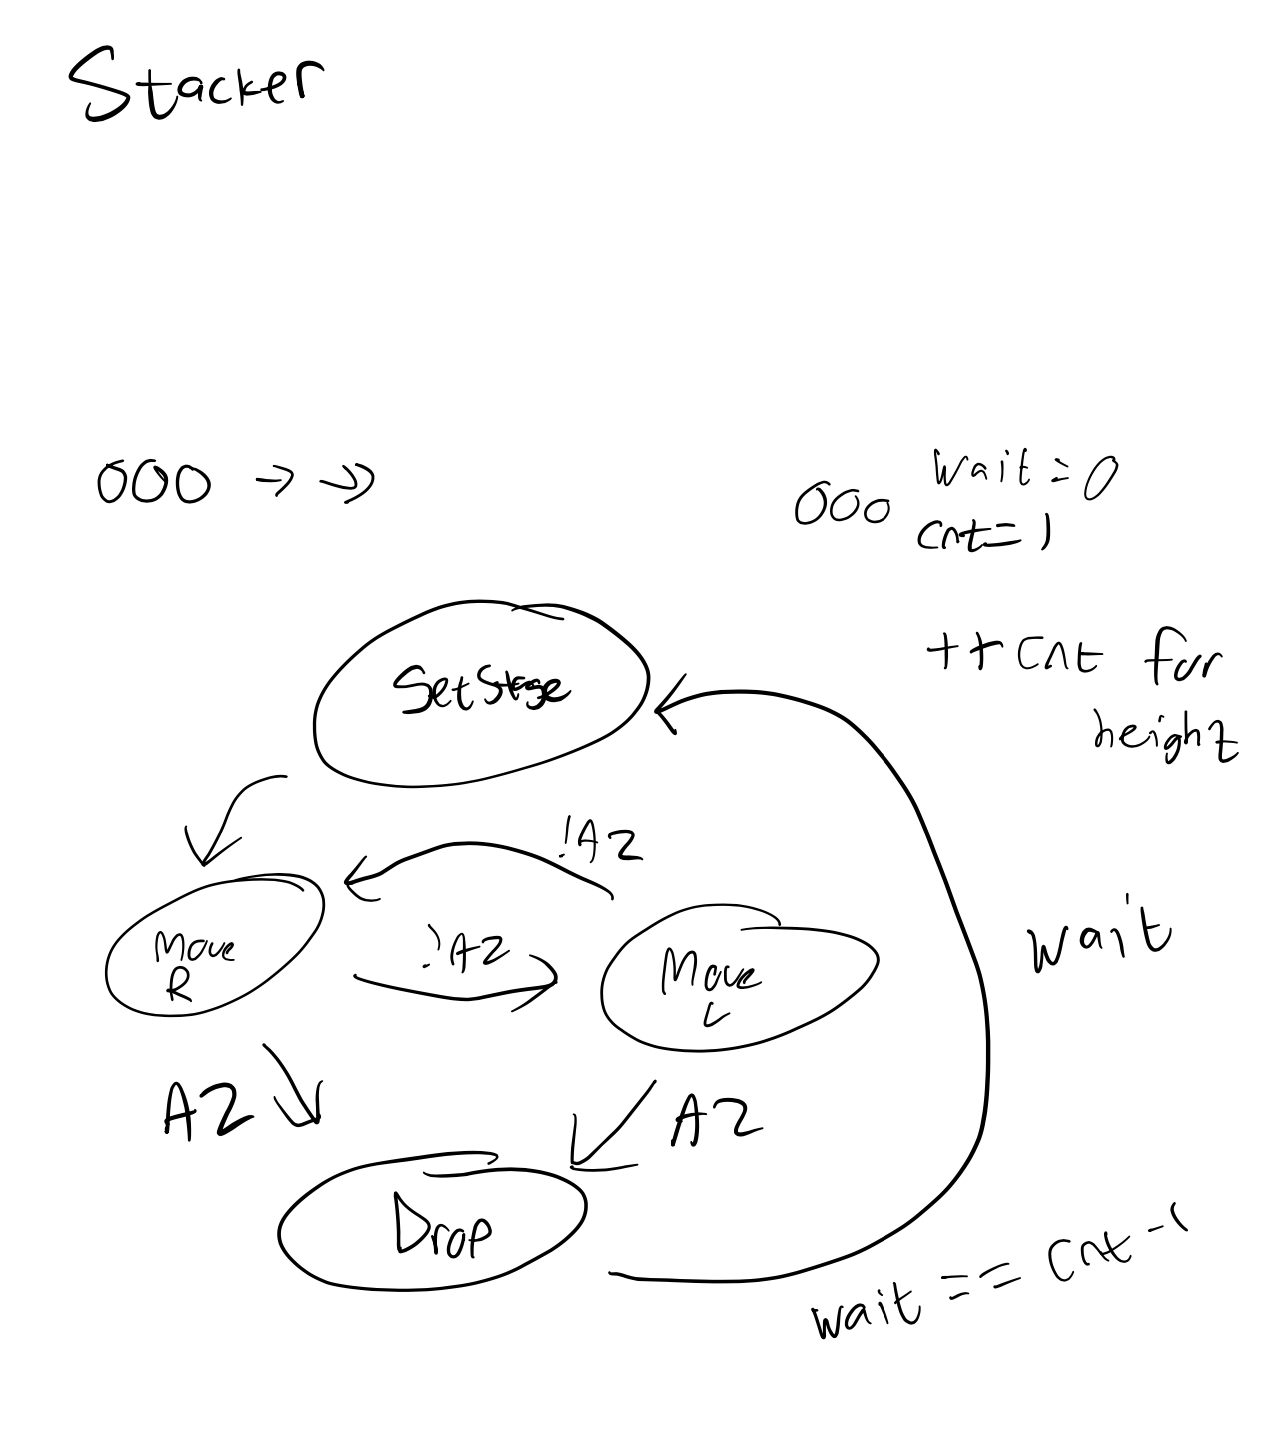 Stacker
000 → →>
000 wait = 0
cnt = 1
++ cnt for
height
SetStage
!A2
Move
R
!A2
Move
L
wait
A2
A2
Drop
wait == cnt -1